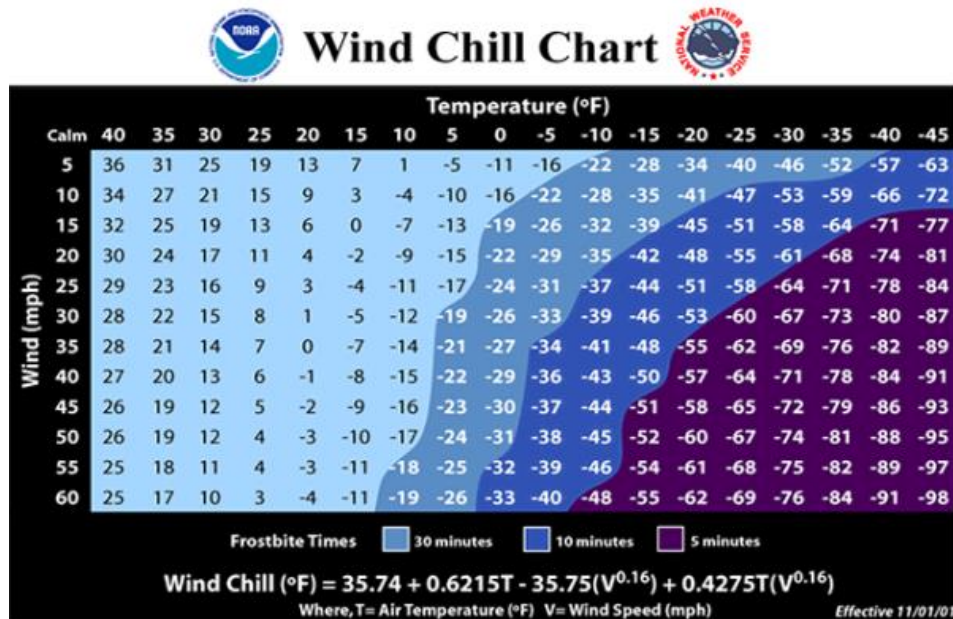 NOAA
Wind Chill Chart
NATIONAL WEATHER SERVICE
Temperature (ºF)
Calm 40 35 30 25 20 15 10 5 0 -5 -10 -15 -20 -25 -30 -35 -40 -45
5 36 31 25 19 13 7 1 -5 -11 -16 -22 -28 -34 -40 -46 -52 -57 -63
10 34 27 21 15 9 3 -4 -10 -16 -22 -28 -35 -41 -47 -53 -59 -66 -72
15 32 25 19 13 6 0 -7 -13 -19 -26 -32 -39 -45 -51 -58 -64 -71 -77
20 30 24 17 11 4 -2 -9 -15 -22 -29 -35 -42 -48 -55 -61 -68 -74 -81
25 29 23 16 9 3 -4 -11 -17 -24 -31 -37 -44 -51 -58 -64 -71 -78 -84
30 28 22 15 8 1 -5 -12 -19 -26 -33 -39 -46 -53 -60 -67 -73 -80 -87
35 28 21 14 7 0 -7 -14 -21 -27 -34 -41 -48 -55 -62 -69 -76 -82 -89
40 27 20 13 6 -1 -8 -15 -22 -29 -36 -43 -50 -57 -64 -71 -78 -84 -91
45 26 19 12 5 -2 -9 -16 -23 -30 -37 -44 -51 -58 -65 -72 -79 -86 -93
50 26 19 12 4 -3 -10 -17 -24 -31 -38 -45 -52 -60 -67 -74 -81 -88 -95
55 25 18 11 4 -3 -11 -18 -25 -32 -39 -46 -54 -61 -68 -75 -82 -89 -97
60 25 17 10 3 -4 -11 -19 -26 -33 -40 -48 -55 -62 -69 -76 -84 -91 -98
Wind (mph)
Frostbite Times 30 minutes 10 minutes 5 minutes
Wind Chill (ºF) = 35.74 + 0.6215T - 35.75(V^0.16) + 0.4275T(V^0.16)
Where, T= Air Temperature (ºF) V= Wind Speed (mph)
Effective 11/01/01